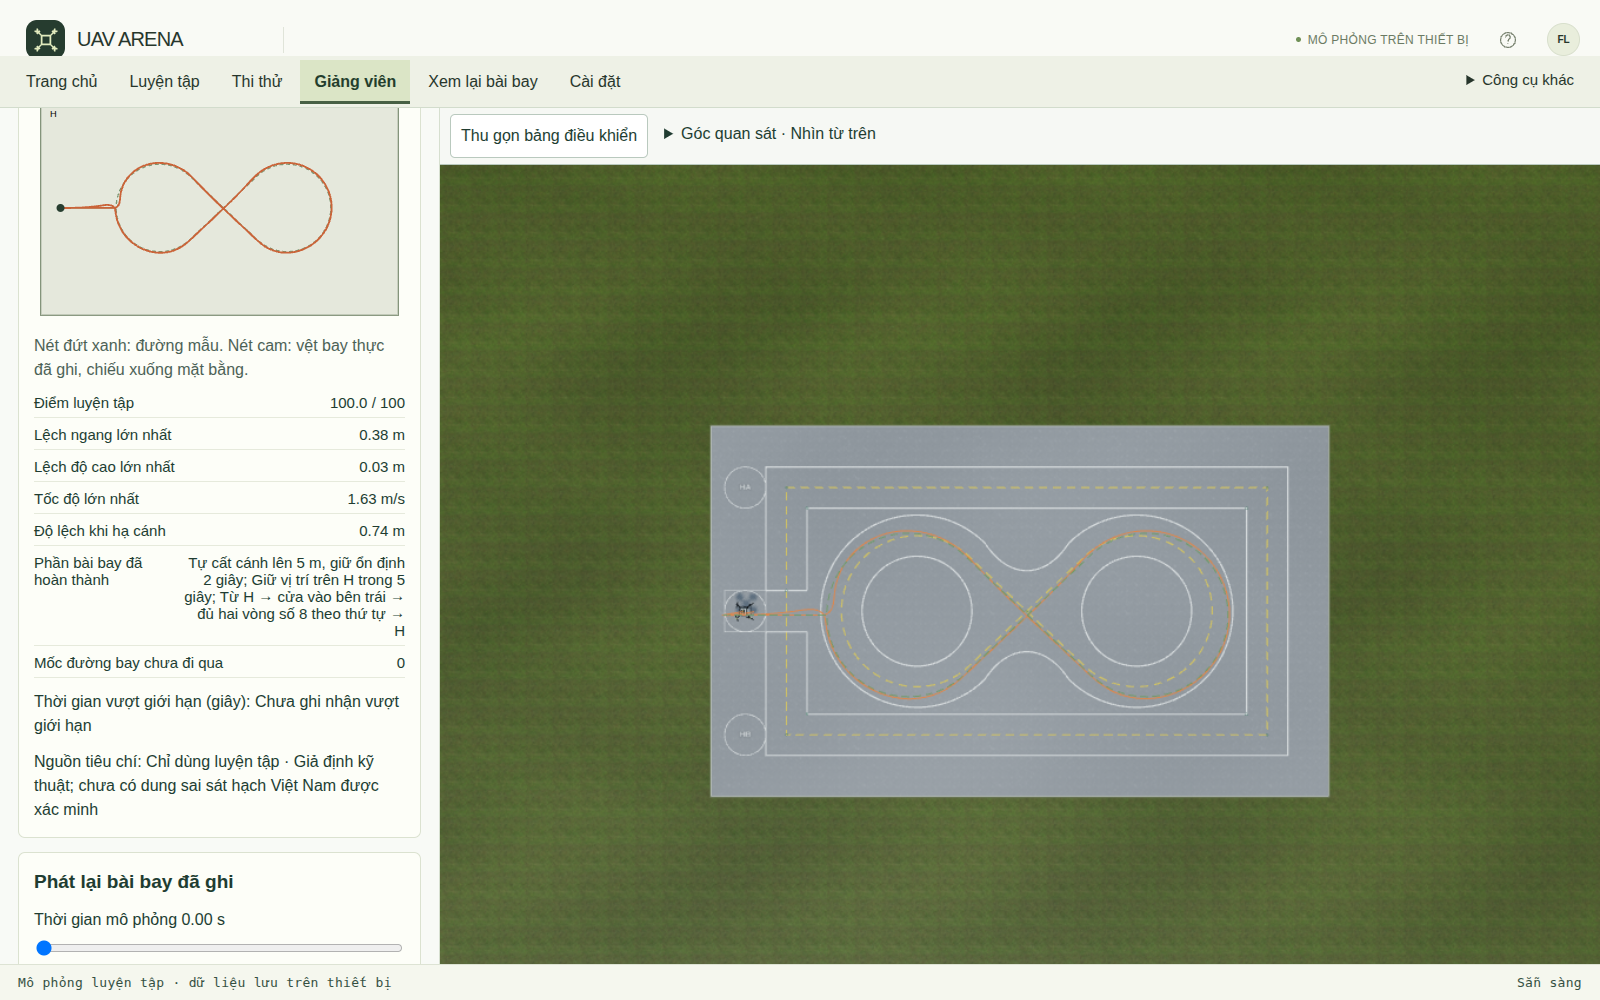 UAV ARENA
MÔ PHỎNG TRÊN THIẾT BỊ
FL
Trang chủ
Luyện tập
Thi thử
Giảng viên
Xem lại bài bay
Cài đặt
Công cụ khác
H
Thu gọn bảng điều khiển
Góc quan sát · Nhìn từ trên
Nét đứt xanh: đường mẫu. Nét cam: vệt bay thực
đã ghi, chiếu xuống mặt bằng.
Điểm luyện tập 100.0 / 100
Lệch ngang lớn nhất 0.38 m
Lệch độ cao lớn nhất 0.03 m
Tốc độ lớn nhất 1.63 m/s
Độ lệch khi hạ cánh 0.74 m
Phần bài bay đã
hoàn thành
Tự cất cánh lên 5 m, giữ ổn định
2 giây; Giữ vị trí trên H trong 5
giây; Từ H → cửa vào bên trái →
đủ hai vòng số 8 theo thứ tự →
H
Mốc đường bay chưa đi qua 0
Thời gian vượt giới hạn (giây): Chưa ghi nhận vượt
giới hạn
Nguồn tiêu chí: Chỉ dùng luyện tập · Giả định kỹ
thuật; chưa có dung sai sát hạch Việt Nam được
xác minh
Phát lại bài bay đã ghi
Thời gian mô phỏng 0.00 s
Mô phỏng luyện tập · dữ liệu lưu trên thiết bị
Sẵn sàng